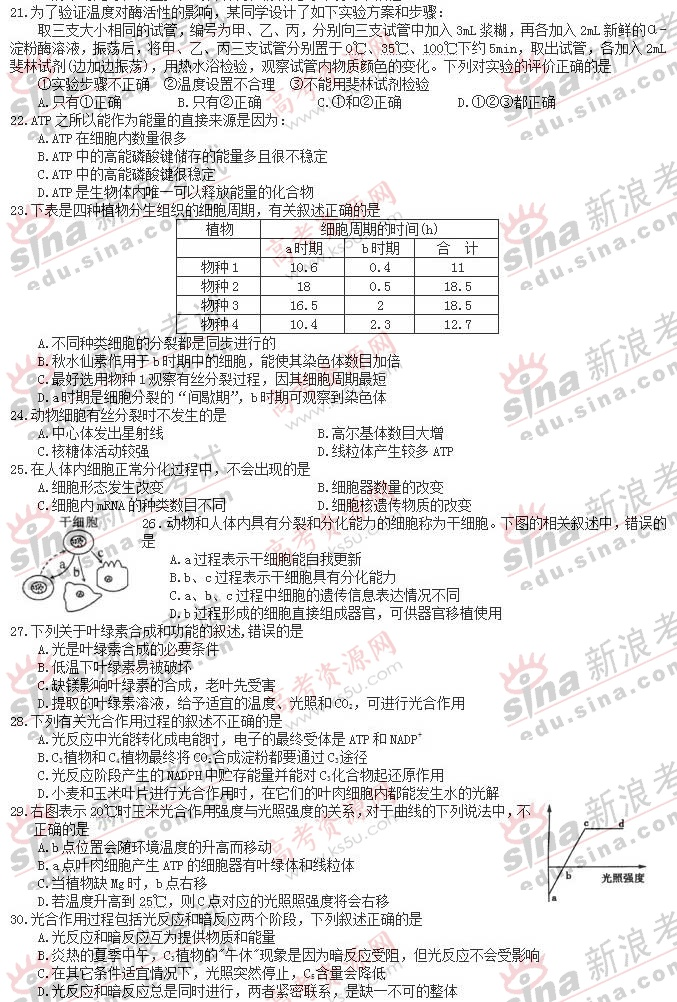 21.为了验证温度对酶活性的影响，某同学设计了如下实验方案和步骤：
取三支大小相同的试管，编号为甲、乙、丙，分别向三支试管中加入3mL浆糊，再各加入2mL新鲜的α-
淀粉酶溶液，振荡后，将甲、乙、丙三支试管分别置于0℃、35℃、100℃下约5min，取出试管，各加入2mL
斐林试剂(边加边振荡)，用热水浴检验，观察试管内物质颜色的变化。下列对实验的评价正确的是
①实验步骤不正确 ②温度设置不合理 ③不能用斐林试剂检验
A.只有①正确 B.只有②正确 C.①和②正确 D.①②③都正确
22.ATP之所以能作为能量的直接来源是因为：
A.ATP在细胞内数量很多
B.ATP中的高能磷酸键储存的能量多且很不稳定
C.ATP中的高能磷酸键很稳定
D.ATP是生物体内唯一可以释放能量的化合物
23.下表是四种植物分生组织的细胞周期，有关叙述正确的是
植物 细胞周期的时间(h)
a时期 b时期 合 计
物种1 10.6 0.4 11
物种2 18 0.5 18.5
物种3 16.5 2 18.5
物种4 10.4 2.3 12.7
A.不同种类细胞的分裂都是同步进行的
B.秋水仙素作用于b时期中的细胞，能使其染色体数目加倍
C.最好选用物种1观察有丝分裂过程，因其细胞周期最短
D.a时期是细胞分裂的“间歇期”，b时期可观察到染色体
24.动物细胞有丝分裂时不发生的是
A.中心体发出星射线 B.高尔基体数目大增
C.核糖体活动较强 D.线粒体产生较多ATP
25.在人体内细胞正常分化过程中，不会出现的是
A.细胞形态发生改变 B.细胞器数量的改变
C.细胞内mRNA的种类数目不同 D.细胞核遗传物质的改变
干细胞
a b c
26．动物和人体内具有分裂和分化能力的细胞称为干细胞。下图的相关叙述中，错误的
是
A.a过程表示干细胞能自我更新
B.b、c过程表示干细胞具有分化能力
C.a、b、c过程中细胞的遗传信息表达情况不同
D.b过程形成的细胞直接组成器官，可供器官移植使用
27.下列关于叶绿素合成和功能的叙述,错误的是
A.光是叶绿素合成的必要条件
B.低温下叶绿素易被破坏
C.缺镁影响叶绿素的合成，老叶先受害
D.提取的叶绿素溶液，给予适宜的温度、光照和CO₂，可进行光合作用
28.下列有关光合作用过程的叙述不正确的是
A.光反应中光能转化成电能时，电子的最终受体是ATP和NADP⁺
B.C₃植物和C₄植物最终将CO₂合成淀粉都要通过C₃途径
C.光反应阶段产生的NADPH中贮存能量并能对C₃化合物起还原作用
D.小麦和玉米叶片进行光合作用时，在它们的叶肉细胞内都能发生水的光解
29.右图表示20℃时玉米光合作用强度与光照强度的关系，对于曲线的下列说法中，不
正确的是
A.b点位置会随环境温度的升高而移动
B.a点叶肉细胞产生ATP的细胞器有叶绿体和线粒体
C.当植物缺Mg时，b点右移
D.若温度升高到25℃，则C点对应的光照照强度将会右移
c d
b 光照强度
a
30.光合作用过程包括光反应和暗反应两个阶段，下列叙述正确的是
A.光反应和暗反应互为提供物质和能量
B.炎热的夏季中午，C₃植物的“午休”现象是因为暗反应受阻，但光反应不会受影响
C.在其它条件适宜情况下，光照突然停止，C₅含量会降低
D.光反应和暗反应总是同时进行，两者紧密联系，是缺一不可的整体